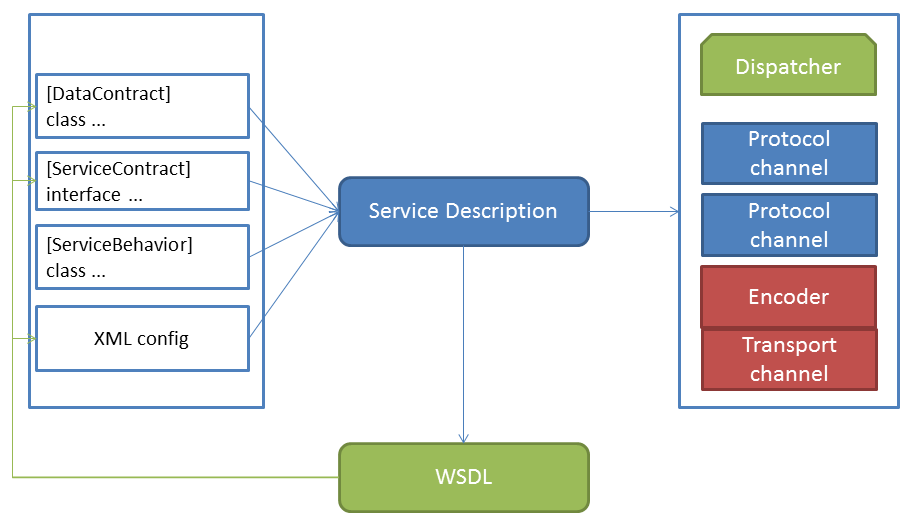 [DataContract]
class ...
[ServiceContract]
interface ...
[ServiceBehavior]
class ...
XML config
Service Description
WSDL
Dispatcher
Protocol
channel
Protocol
channel
Encoder
Transport
channel